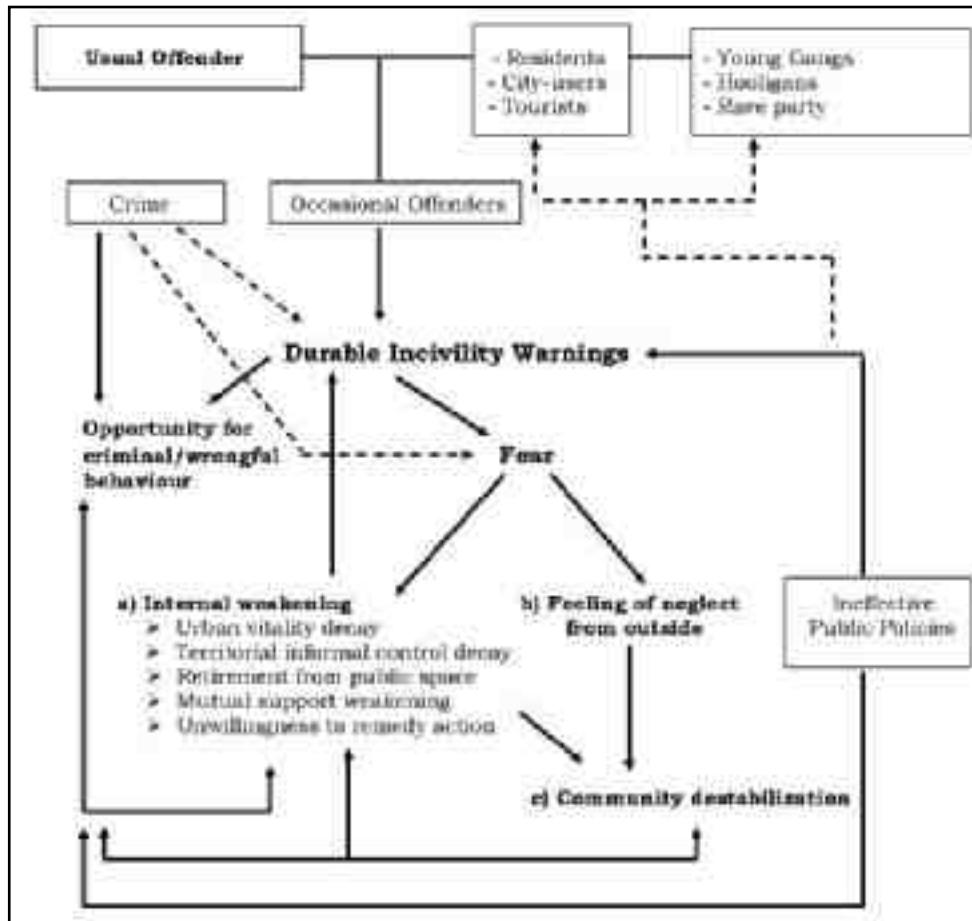 Usual Offender
- Residents
- City-users
- Tourists
- Young Gangs
- Hooligans
- Rave party
Crime
Occasional Offenders
Durable Incivility Warnings
Opportunity for
criminal/wrongful
behaviour
Fear
a) Internal weakening
➤ Urban vitality decay
➤ Territorial informal control decay
➤ Retirement from public space
➤ Mutual support weakening
➤ Unwillingness to remedy action
b) Feeling of neglect
from outside
Ineffective
Public Policies
c) Community destabilization